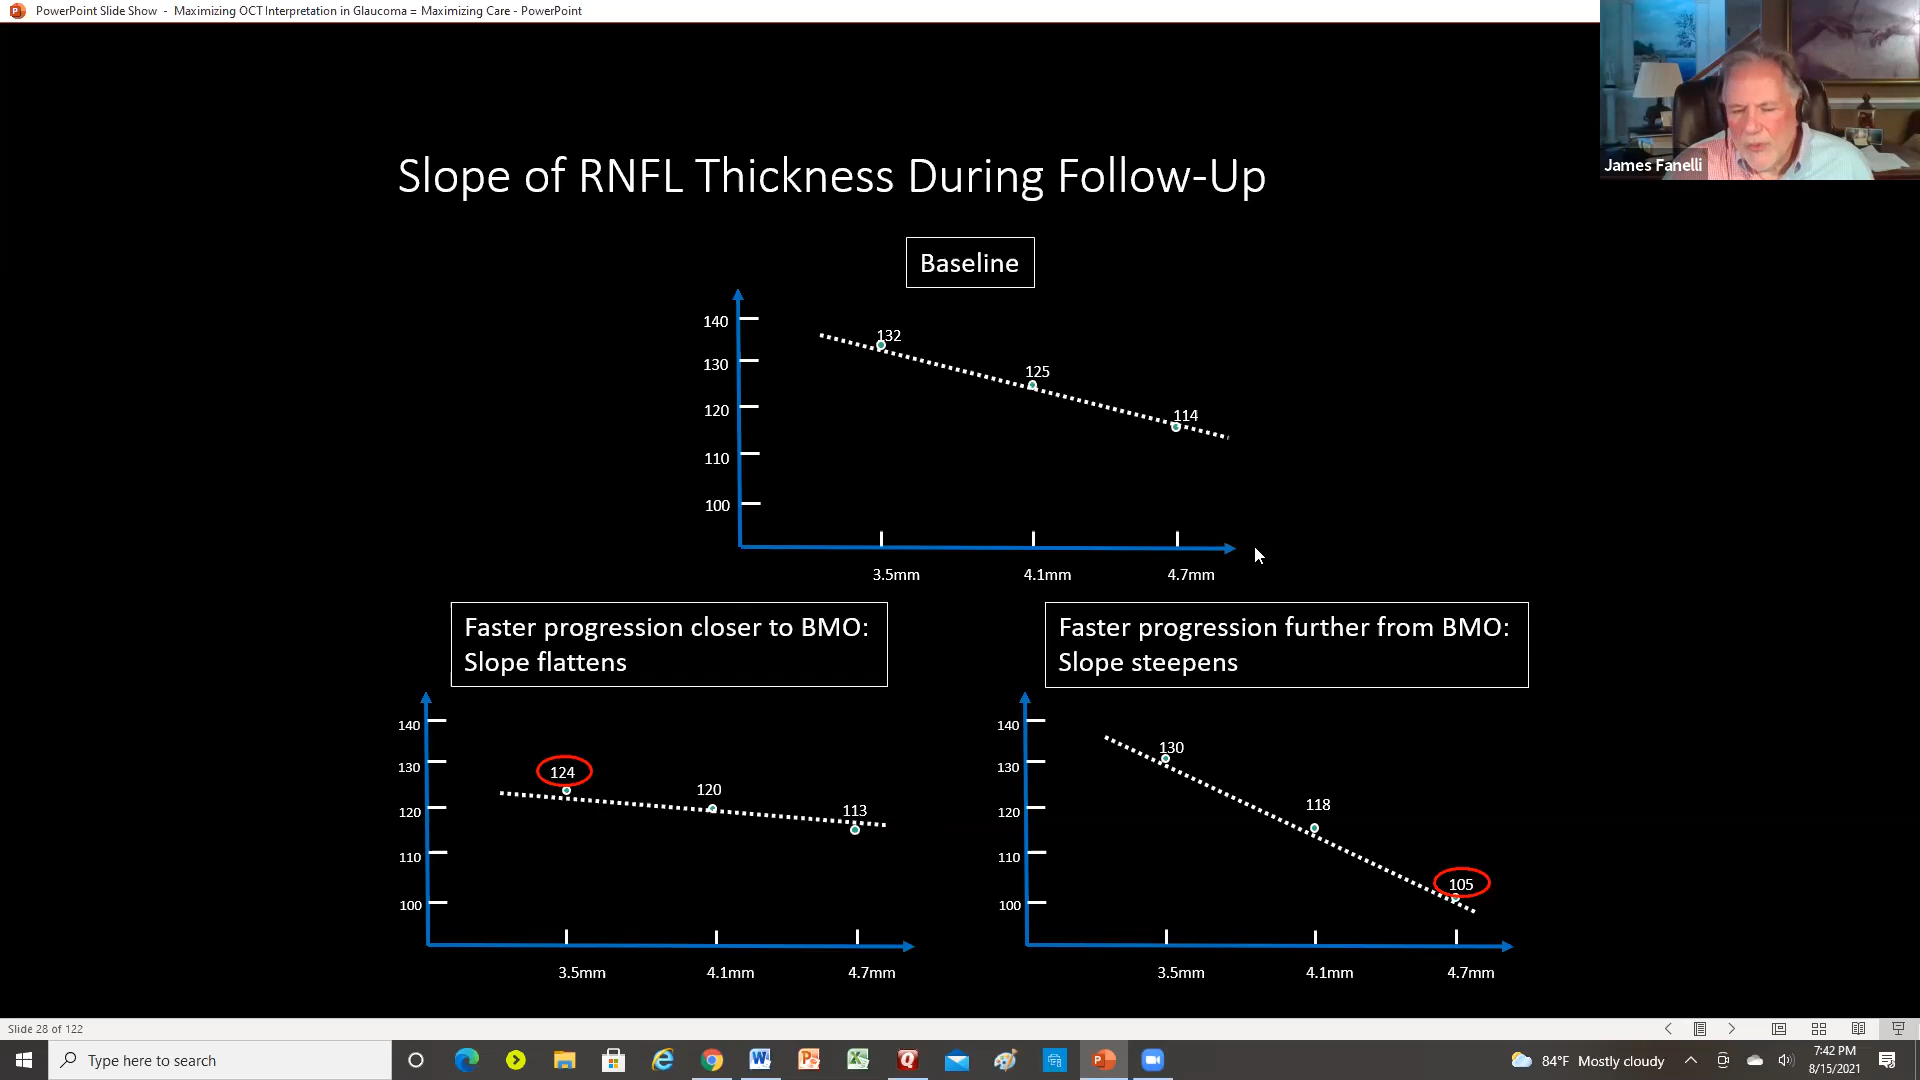 PowerPoint Slide Show - Maximizing OCT Interpretation in Glaucoma = Maximizing Care - PowerPoint
James Fanelli
Slope of RNFL Thickness During Follow-Up
Baseline
140
130
120
110
100
132
125
114
3.5mm 4.1mm 4.7mm
Faster progression closer to BMO:
Slope flattens
140
130
120
110
100
124
120
113
3.5mm 4.1mm 4.7mm
Faster progression further from BMO:
Slope steepens
140
130
120
110
100
130
118
105
3.5mm 4.1mm 4.7mm
Slide 28 of 122
Type here to search
84°F Mostly cloudy
7:42 PM
8/15/2021